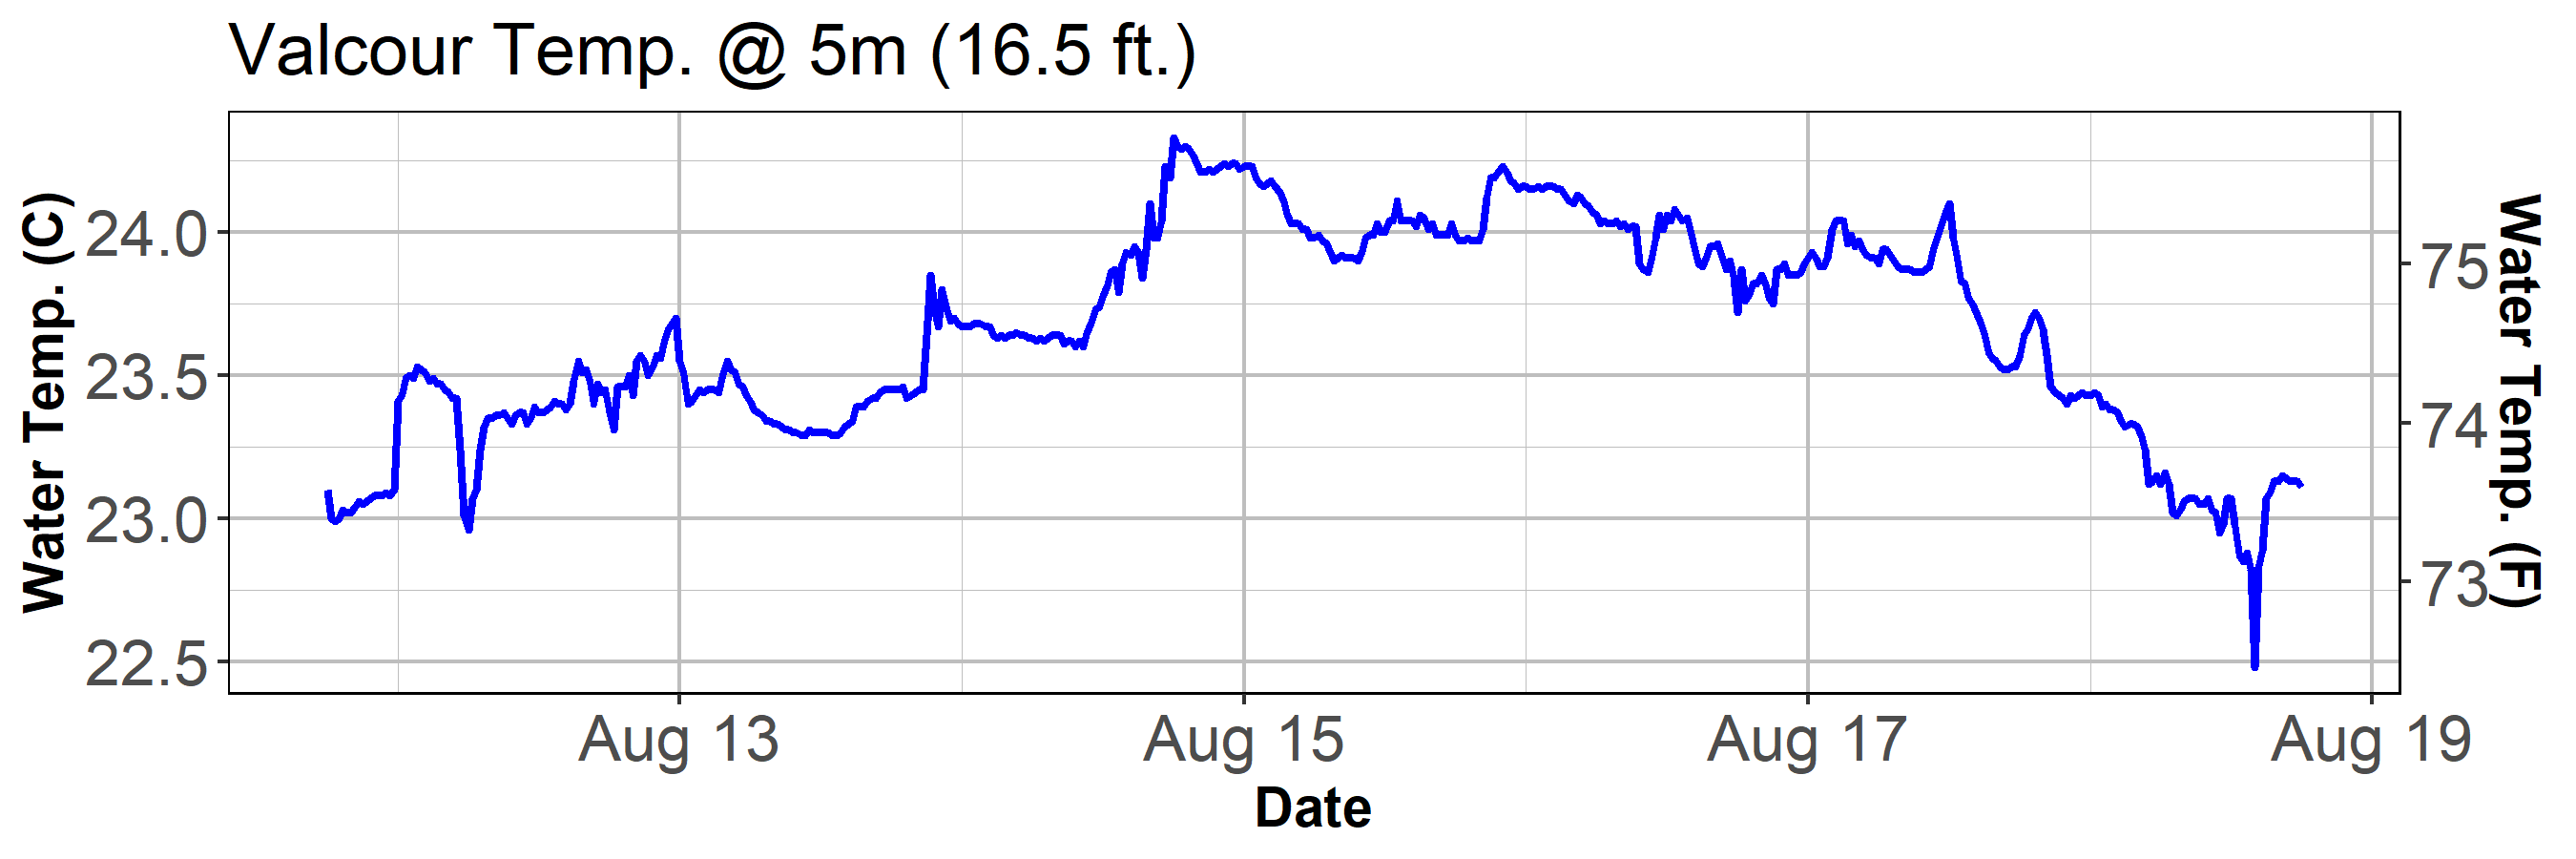 Valcour Temp. @ 5m (16.5 ft.)
Water Temp. (C)
24.0
23.5
23.0
22.5
75
74
73
Water Temp. (F)
Aug 13
Aug 15
Aug 17
Aug 19
Date